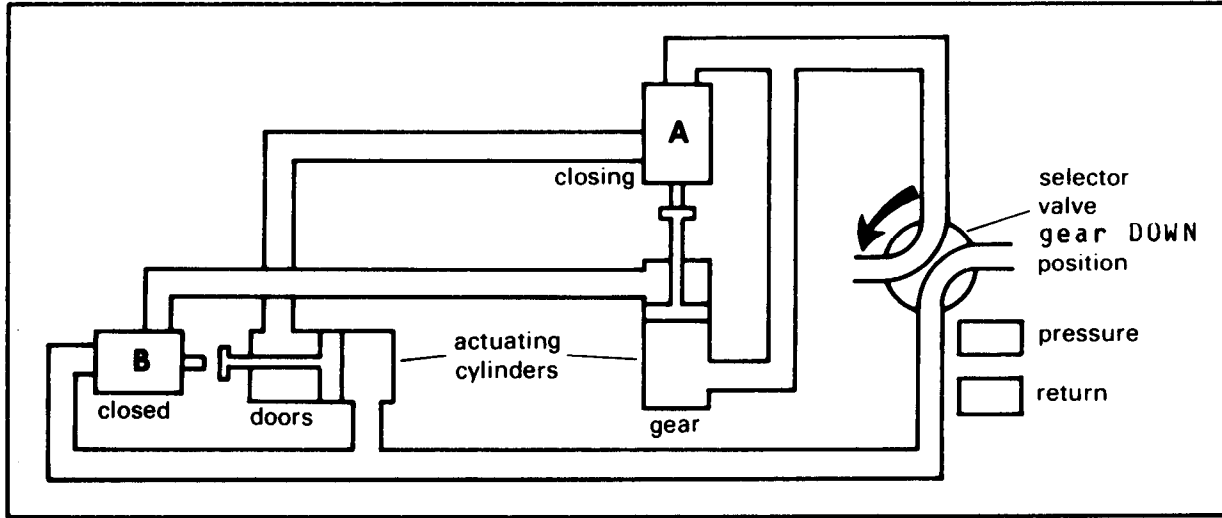 A
closing
selector
valve
gear DOWN
position
B
closed
doors
actuating
cylinders
gear
pressure
return